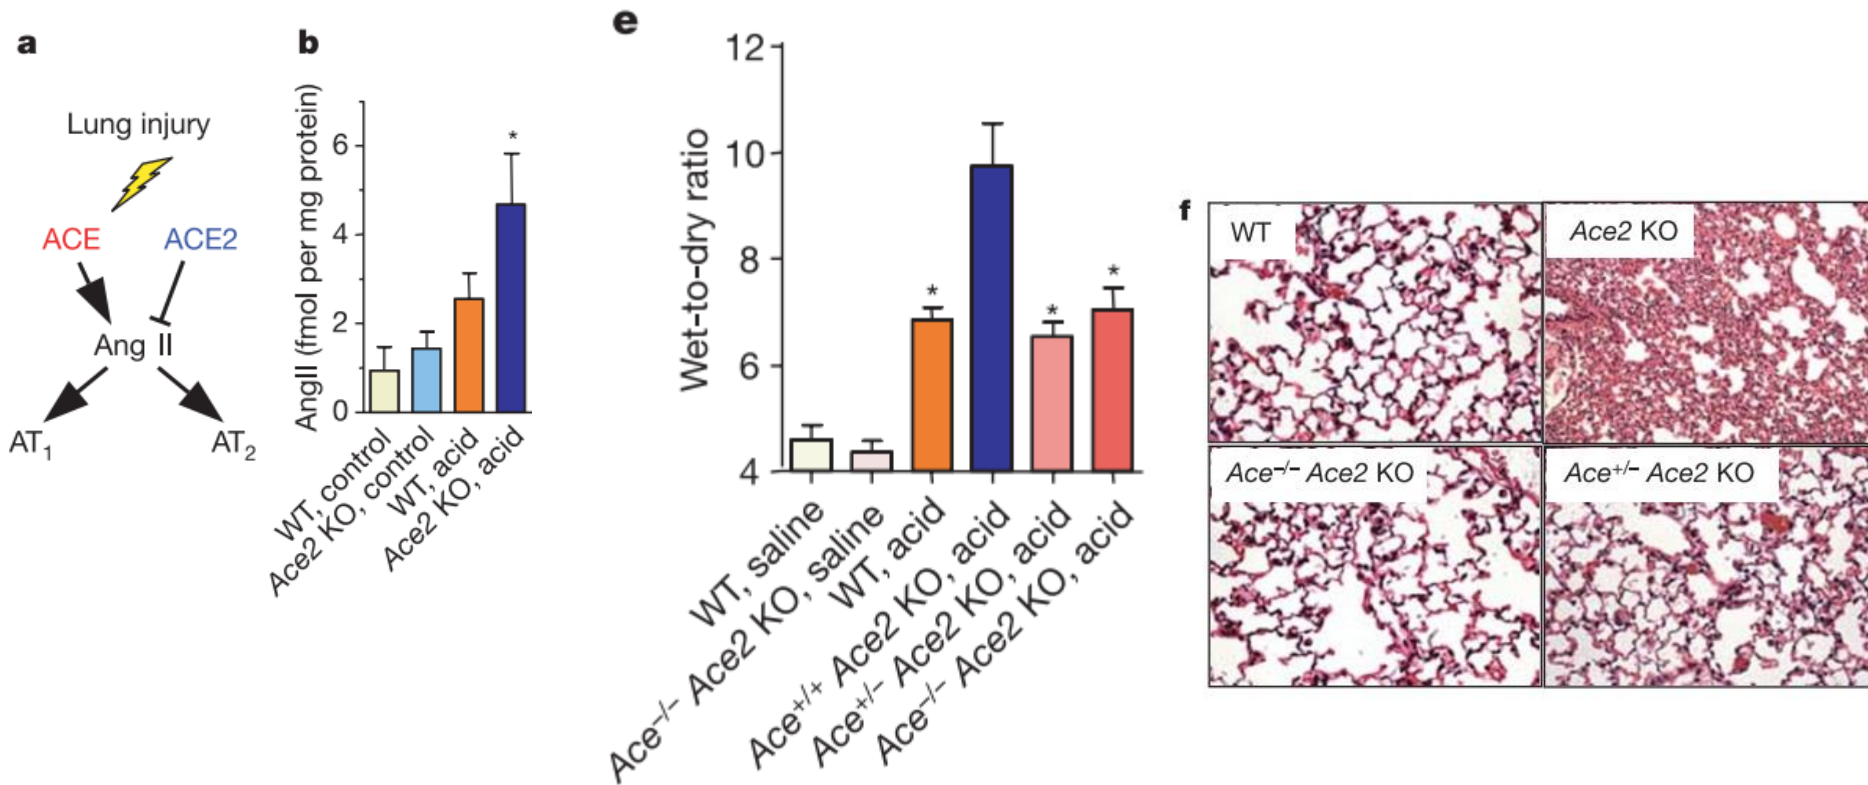 a
Lung injury
ACE ACE2
Ang II
AT₁ AT₂
b
AngII (fmol per mg protein)
6
4
2
0
*
WT, control
Ace2 KO, control
WT, acid
Ace2 KO, acid
e
Wet-to-dry ratio
12
10
8
6
4
*
*
*
WT, saline
Ace⁻/⁻ Ace2 KO, saline
WT, acid
Ace⁺/⁺ Ace2 KO, acid
Ace⁺/⁻ Ace2 KO, acid
Ace⁻/⁻ Ace2 KO, acid
f
WT
Ace2 KO
Ace⁻/⁻ Ace2 KO
Ace⁺/⁻ Ace2 KO